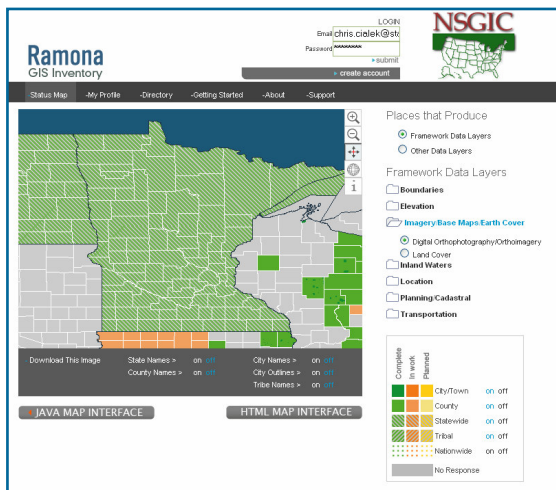 LOGIN
Email chris.cialek@sta
Password ********
▸submit
▸ create account
NSGIC
Ramona
GIS Inventory
Status Map -My Profile -Directory -Getting Started -About -Support
Places that Produce
Framework Data Layers
Other Data Layers
Framework Data Layers
Boundaries
Elevation
Imagery/Base Maps/Earth Cover
Digital Orthophotography/Orthoimagery
Land Cover
Inland Waters
Location
Planning/Cadastral
Transportation
Download This Image
State Names > on off
County Names > on off
City Names > on off
City Outlines > on off
Tribe Names > on off
JAVA MAP INTERFACE
HTML MAP INTERFACE
Complete
In work
Planned
City/Town on off
County on off
Statewide on off
Tribal on off
Nationwide on off
No Response